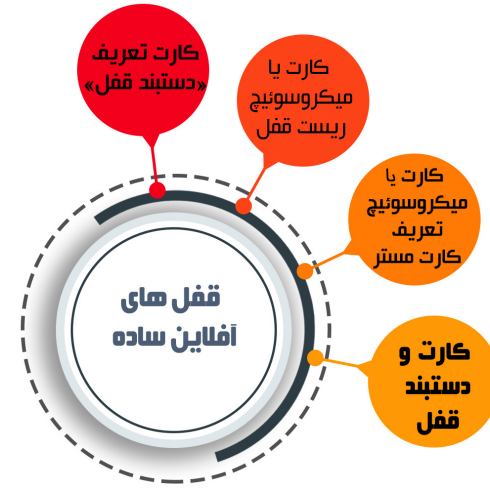 کارت تعریف
«دستبند قفل»
کارت یا
میکروسوئیچ
ریست قفل
کارت یا
میکروسوئیچ
تعریف
کارت مستر
کارت و
دستبند
قفل
قفل های
آفلاین ساده